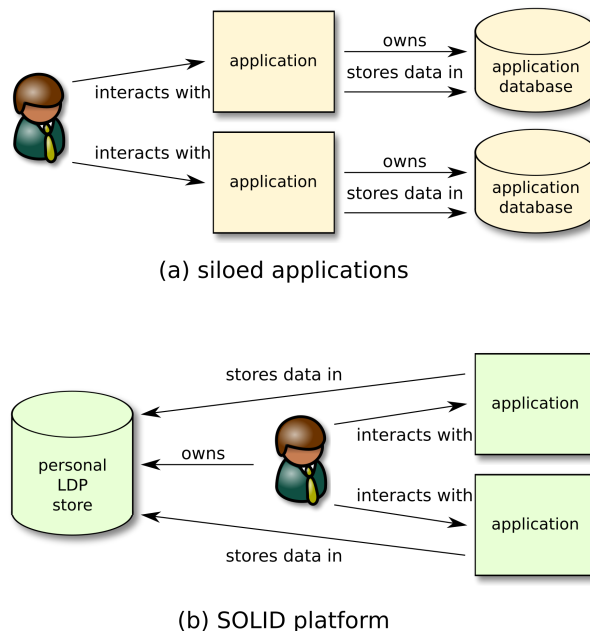 owns
application
stores data in
application
database
interacts with
interacts with
application
owns
stores data in
application
database
(a) siloed applications
stores data in
application
interacts with
personal
LDP
store
owns
interacts with
application
stores data in
(b) SOLID platform